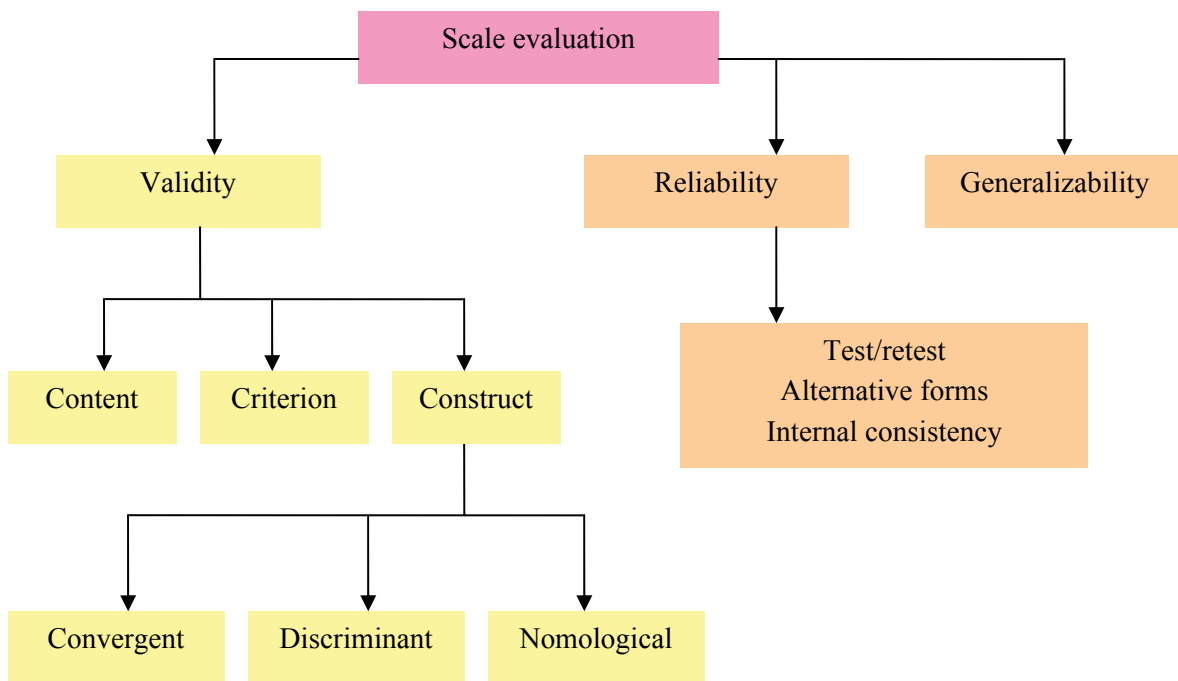 Scale evaluation
Validity
Reliability
Generalizability
Test/retest
Alternative forms
Internal consistency
Content
Criterion
Construct
Convergent
Discriminant
Nomological